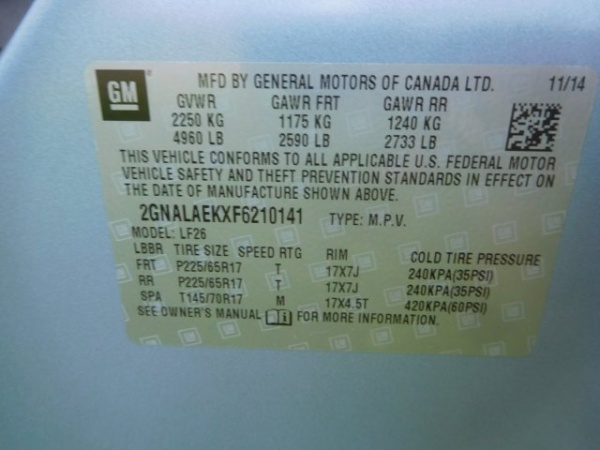 GM
MFD BY GENERAL MOTORS OF CANADA LTD. 11/14
GVWR GAWR FRT GAWR RR
2250 KG 1175 KG 1240 KG
4960 LB 2590 LB 2733 LB
THIS VEHICLE CONFORMS TO ALL APPLICABLE U.S. FEDERAL MOTOR
VEHICLE SAFETY AND THEFT PREVENTION STANDARDS IN EFFECT ON
THE DATE OF MANUFACTURE SHOWN ABOVE.
2GNALAEKXF6210141 TYPE: M.P.V.
MODEL: LF26
LBBR TIRE SIZE SPEED RTG RIM COLD TIRE PRESSURE
FRT P225/65R17 T 17X7J 240KPA(35PSI)
RR P225/65R17 T 17X7J 240KPA(35PSI)
SPA T145/70R17 M 17X4.5T 420KPA(60PSI)
SEE OWNER'S MANUAL FOR MORE INFORMATION.